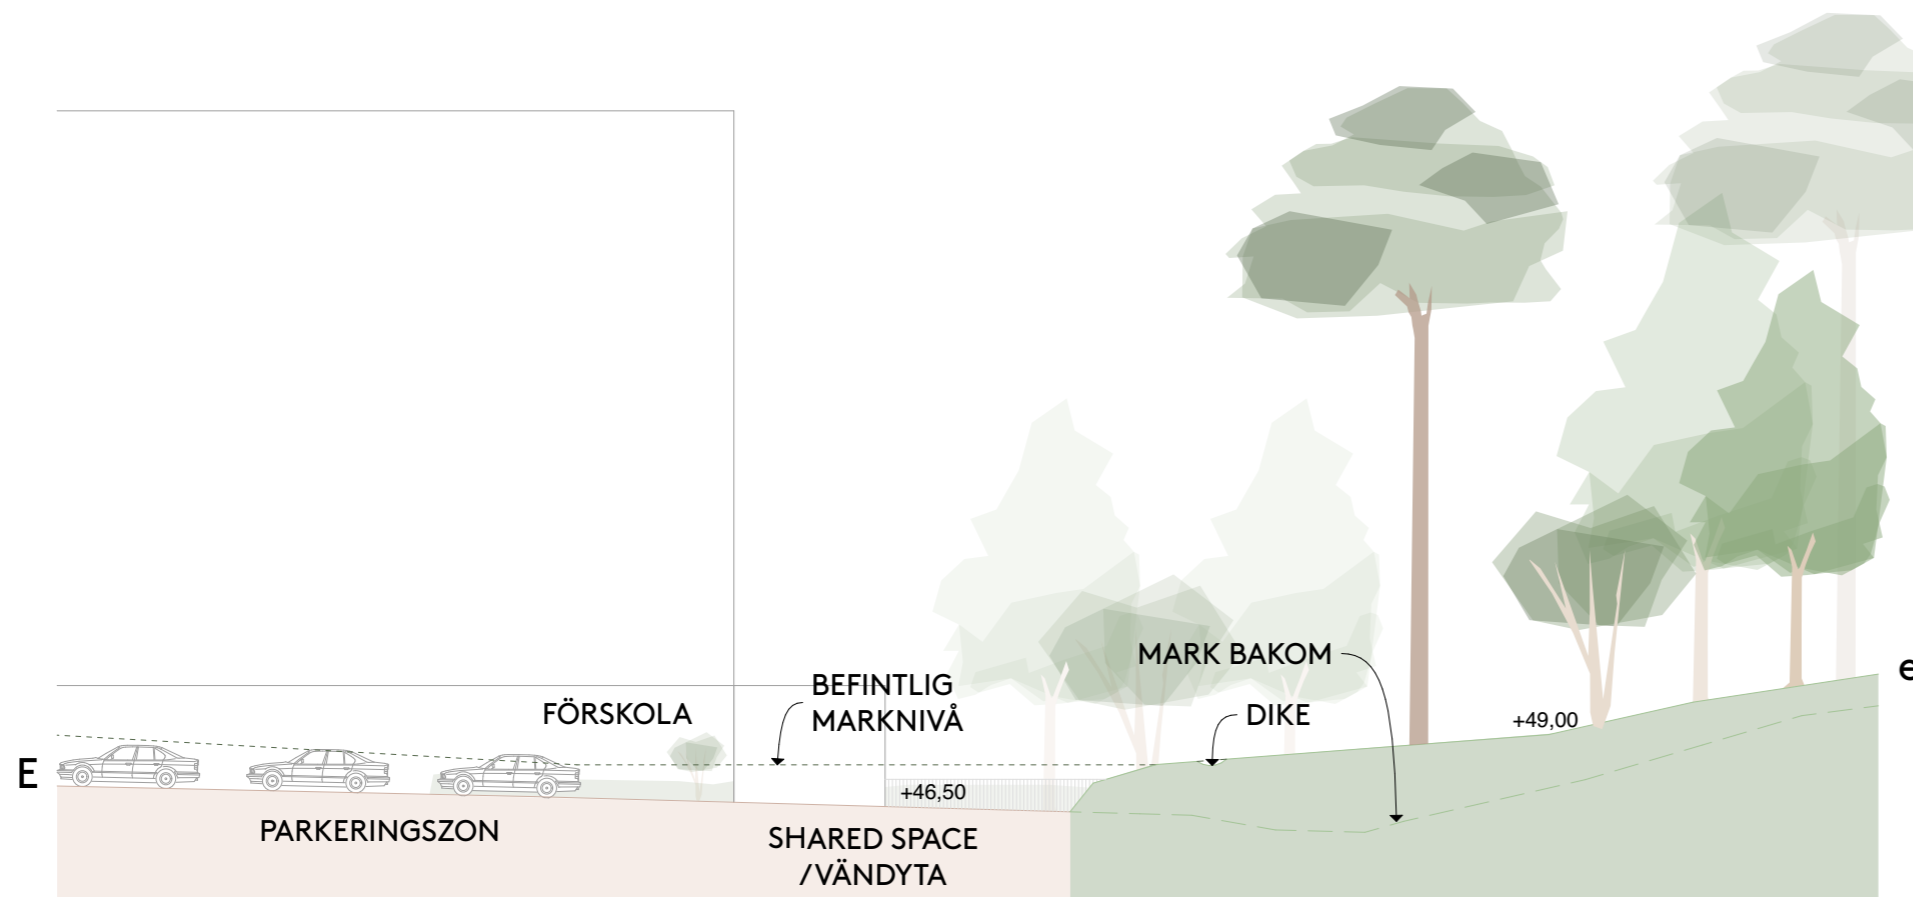 MARK BAKOM
BEFINTLIG
MARKNIVÅ
FÖRSKOLA
DIKE
+49,00
E
e
+46,50
PARKERINGSZON
SHARED SPACE
/VÄNDYTA